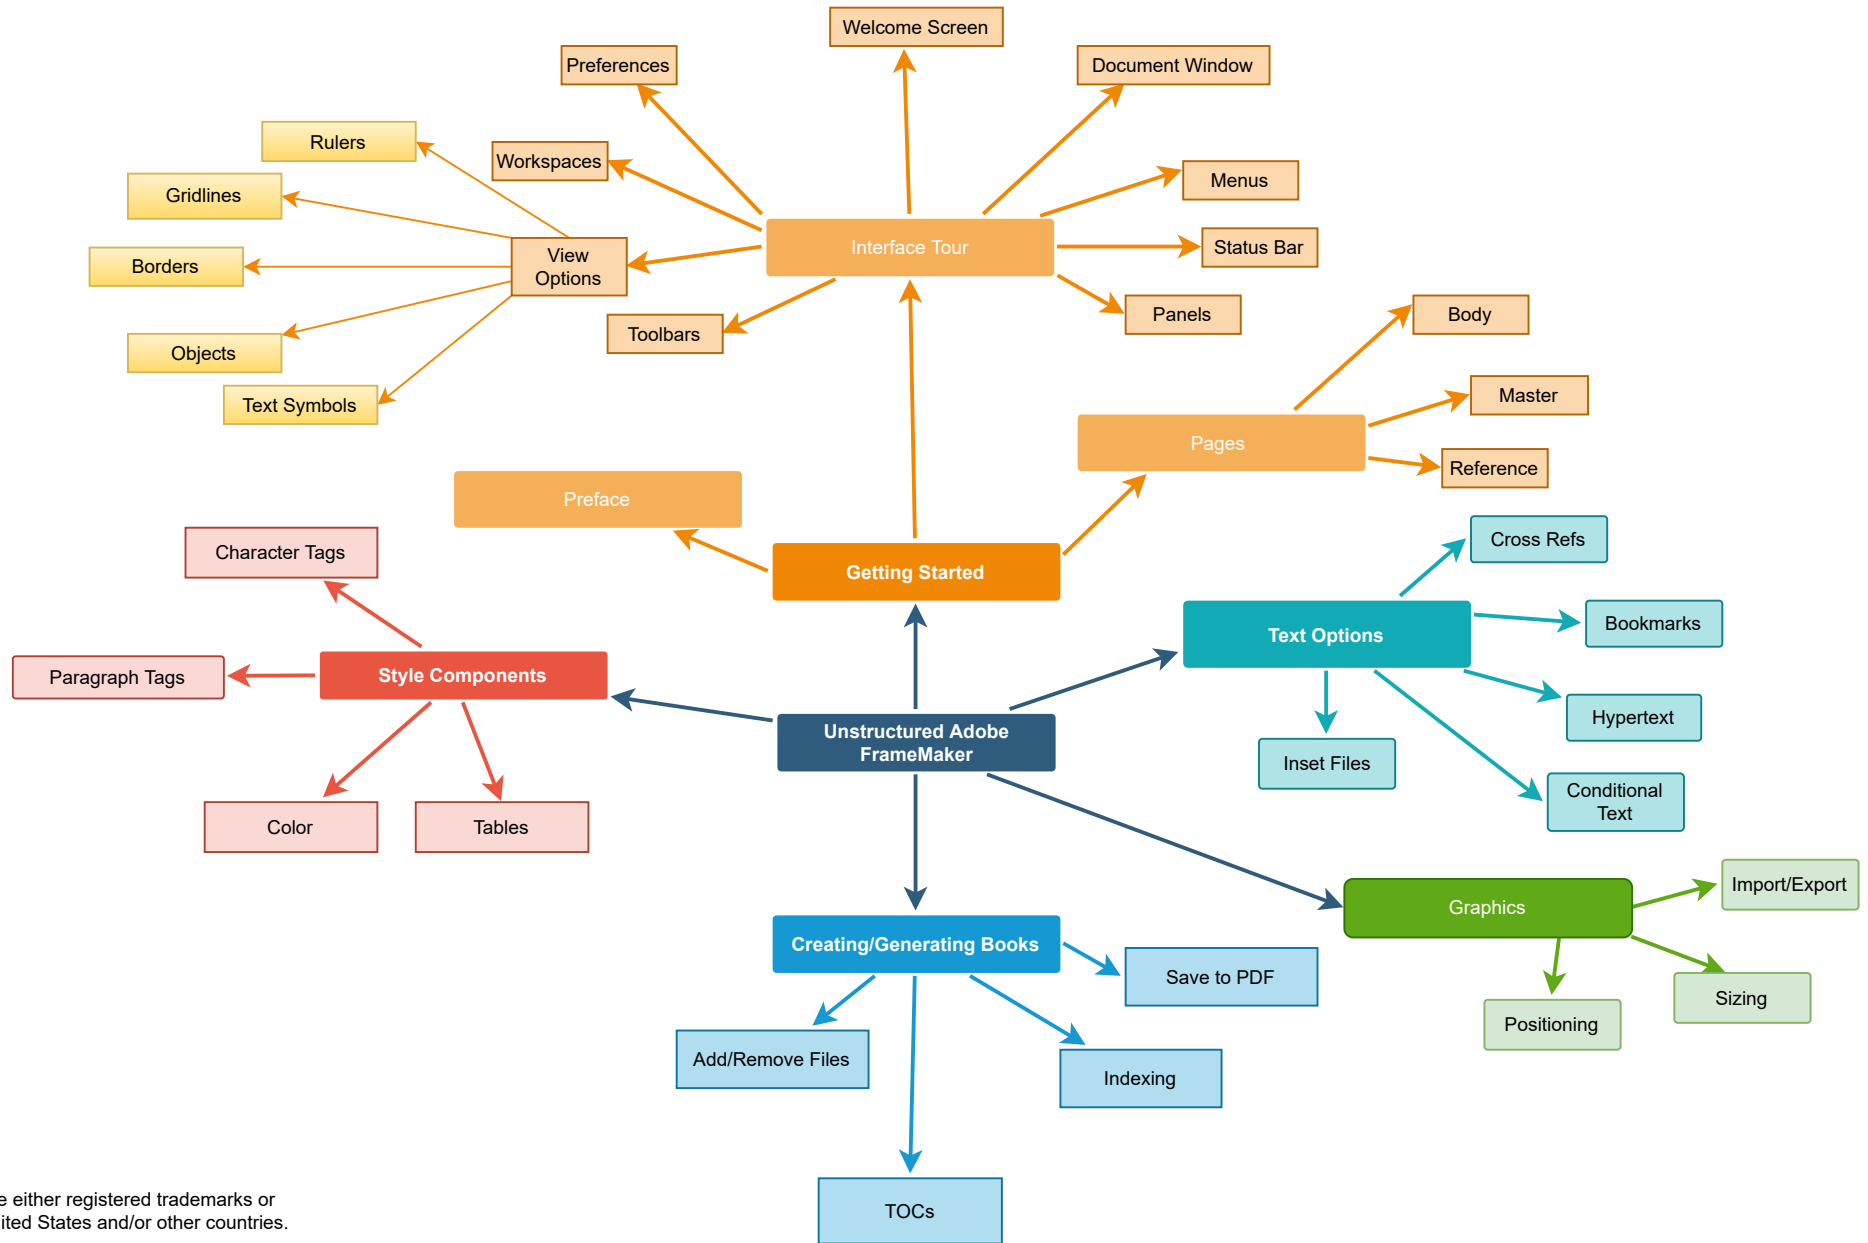 Welcome Screen
Preferences
Document Window
Rulers
Workspaces
Menus
Gridlines
Interface Tour
Status Bar
View
Options
Borders
Panels
Body
Toolbars
Objects
Text Symbols
Master
Pages
Reference
Preface
Cross Refs
Character Tags
Getting Started
Bookmarks
Text Options
Paragraph Tags
Style Components
Hypertext
Unstructured Adobe
FrameMaker
Inset Files
Conditional
Text
Color
Tables
Import/Export
Graphics
Creating/Generating Books
Save to PDF
Sizing
Positioning
Add/Remove Files
Indexing
either registered trademarks or
States and/or other countries.
TOCs